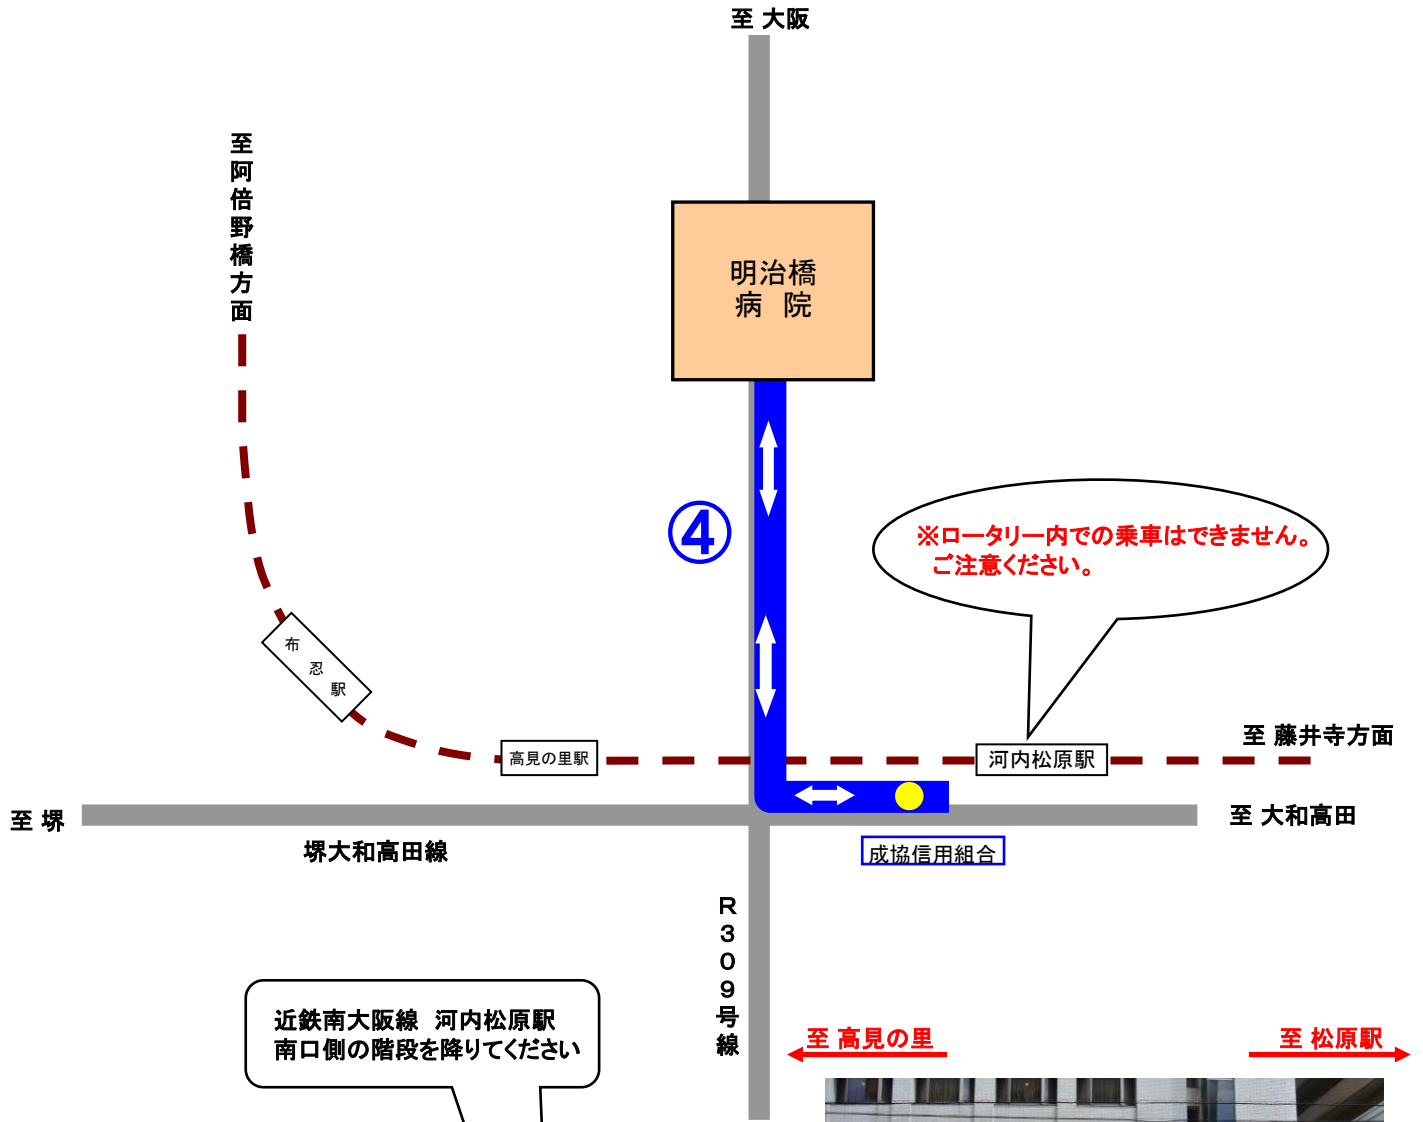 至 大阪
至阿倍野橋方面
明治橋
病 院
④
※ロータリー内での乗車はできません。
ご注意ください。
布忍駅
高見の里駅
河内松原駅
至 藤井寺方面
至 堺
至 大和高田
堺大和高田線
成協信用組合
R309号線
近鉄南大阪線 河内松原駅
南口側の階段を降りてください
至 高見の里
至 松原駅